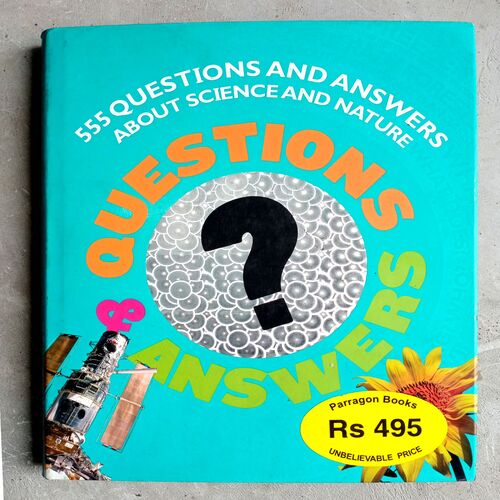 555 QUESTIONS AND ANSWERS
ABOUT SCIENCE AND NATURE
QUESTIONS
?
& ANSWERS
Parragon Books
Rs 495
UNBELIEVABLE PRICE